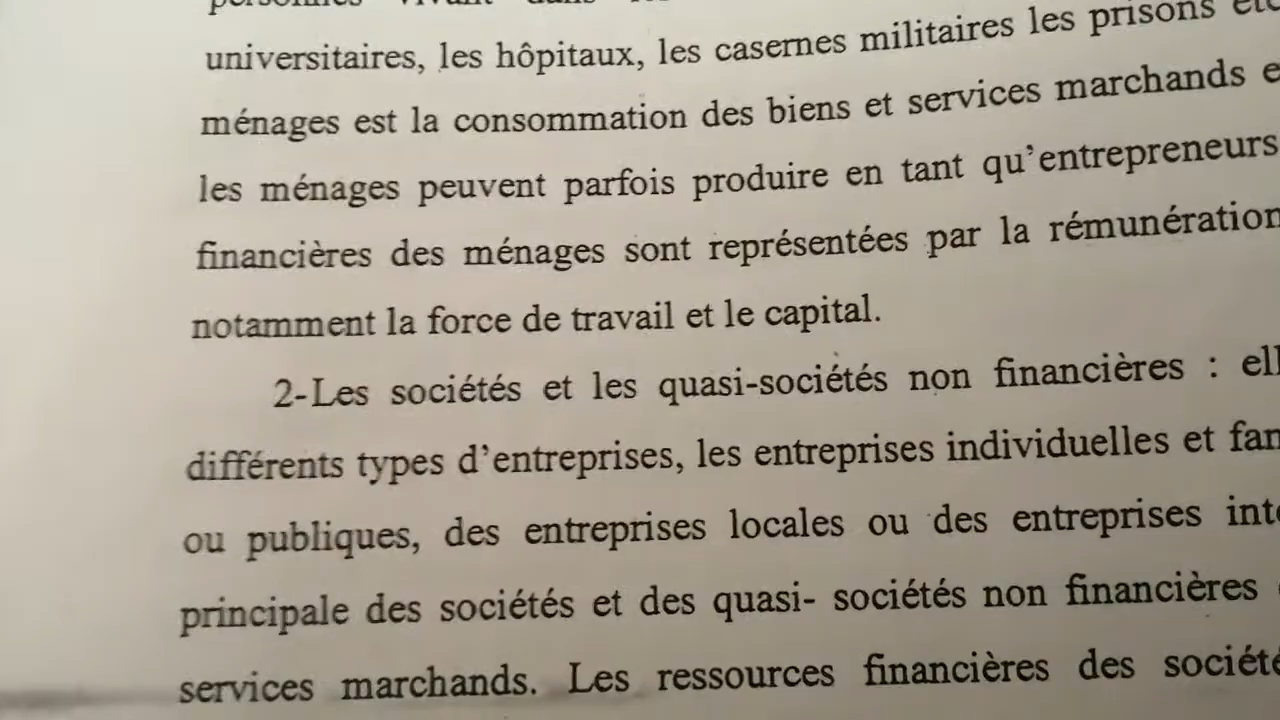 universitaires, les hôpitaux, les casernes militaires les prisons
ménages est la consommation des biens et services marchands
les ménages peuvent parfois produire en tant qu'entrepreneurs
financières des ménages sont représentées par la rémunération
notamment la force de travail et le capital.
2-Les sociétés et les quasi-sociétés non financières :
différents types d'entreprises, les entreprises individuelles et
ou publiques, des entreprises locales ou des entreprises
principale des sociétés et des quasi- sociétés non financières
services marchands. Les ressources financières des